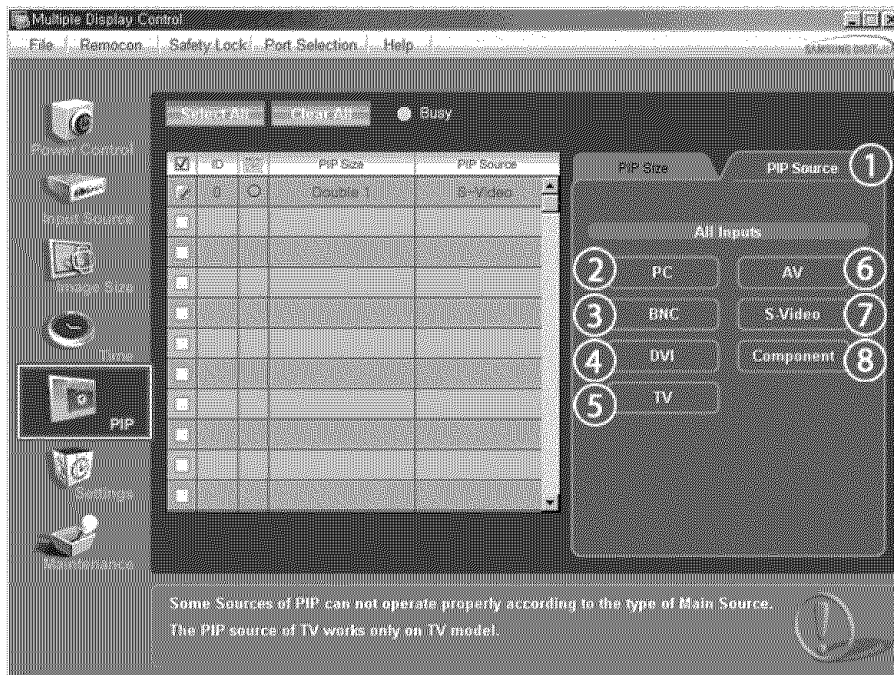 Multiple Display Control
File Remocon Safety Lock Port Selection Help
SAMSUNG DIGITall
Select All Clear All Busy
Power Control
Input Source
Image Size
Time
PIP
Settings
Maintenance
ID PIP Size PIP Source
0 Double 1 S-Video
PIP Size PIP Source 1
All Inputs
2 PC AV 6
3 BNC S-Video 7
4 DVI Component 8
5 TV
Some Sources of PIP can not operate properly according to the type of Main Source.
The PIP source of TV works only on TV model.